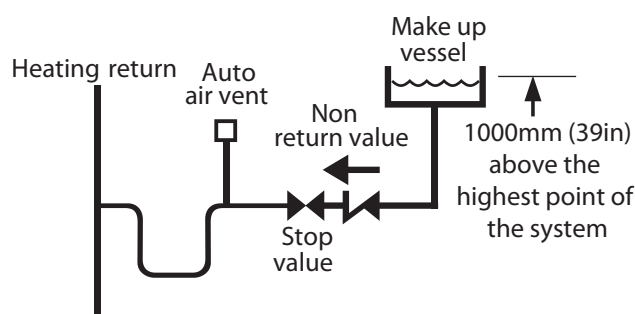 Make up
vessel
Heating return
Auto
air vent
Non
return value
1000mm (39in)
above the
highest point of
the system
Stop
value